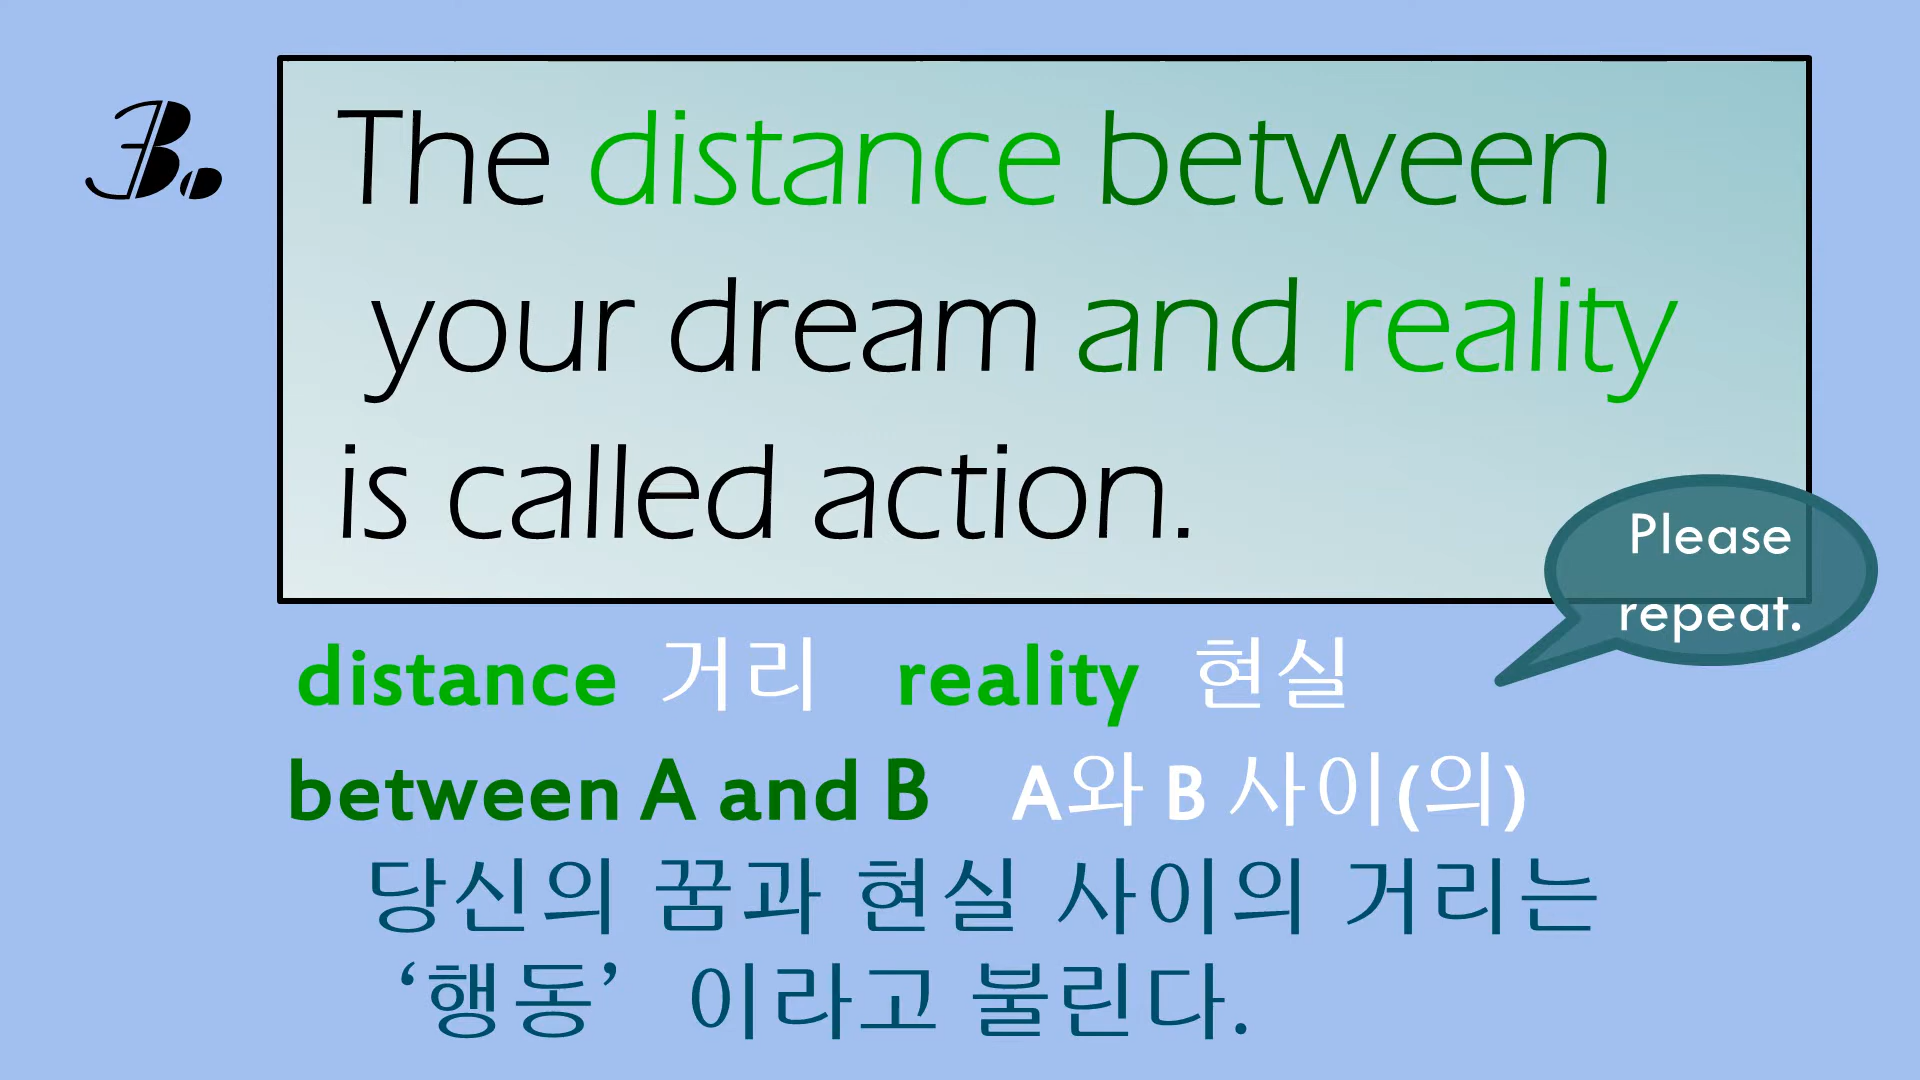 3.
The distance between
your dream and reality
is called action.
Please
repeat.
distance 거리 reality 현실
between A and B A와 B 사이(의)
당신의 꿈과 현실 사이의 거리는
‘행동’ 이라고 불린다.